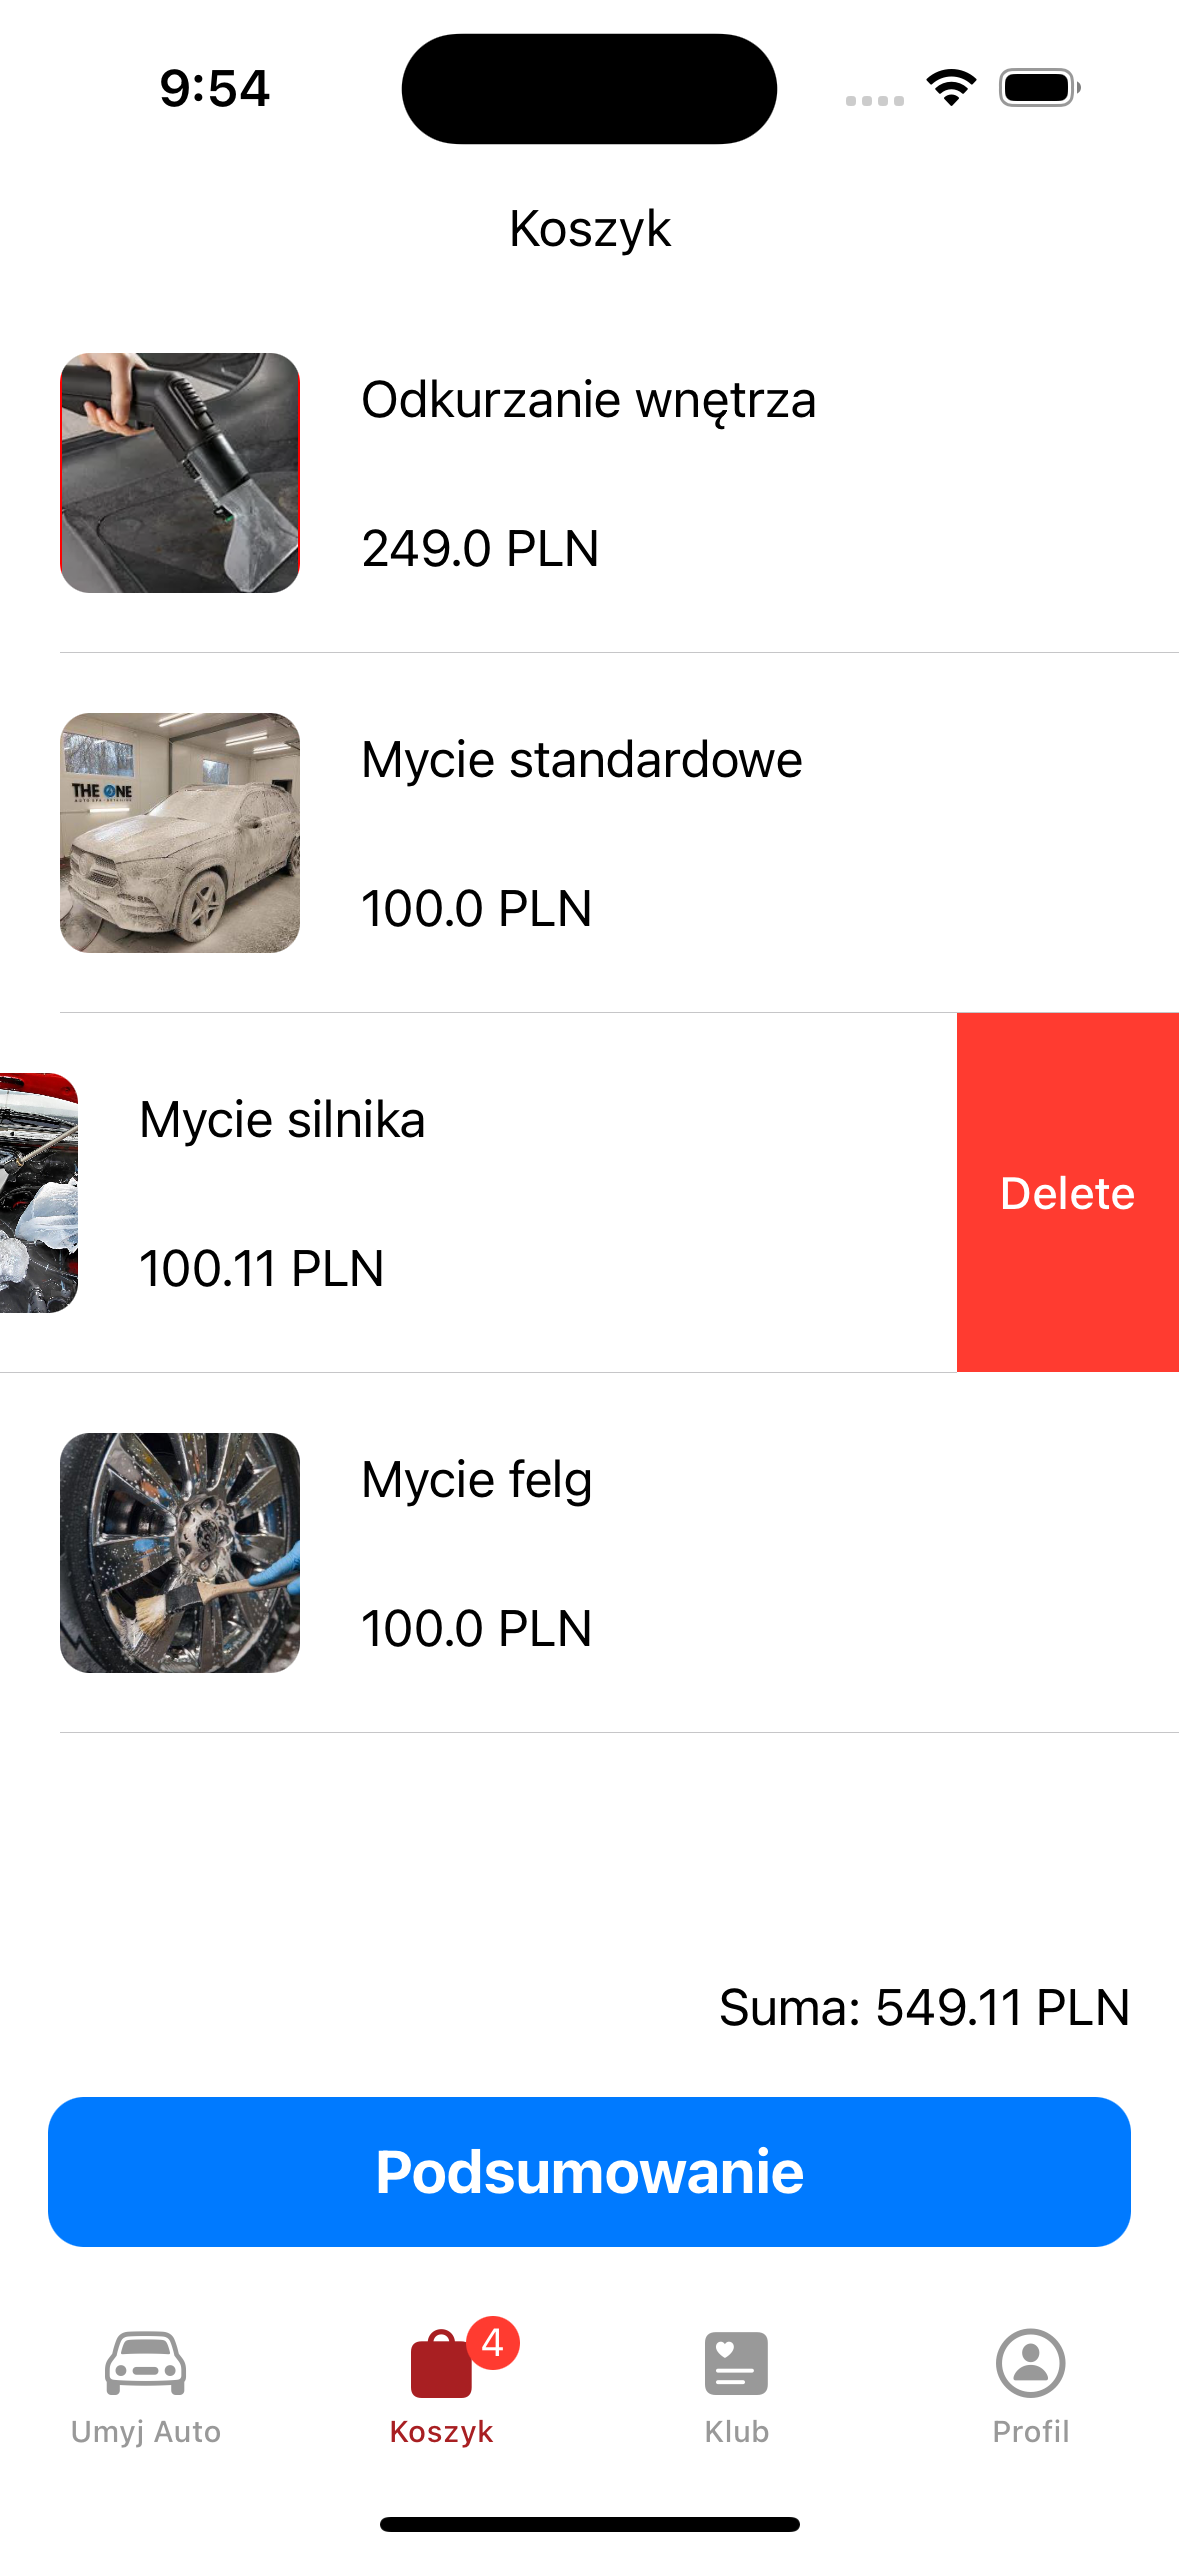 9:54
Koszyk
Odkurzanie wnętrza
249.0 PLN
THE ONE
Mycie standardowe
100.0 PLN
Mycie silnika
100.11 PLN
Delete
Mycie felg
100.0 PLN
Suma: 549.11 PLN
Podsumowanie
4
Umyj Auto
Koszyk
Klub
Profil